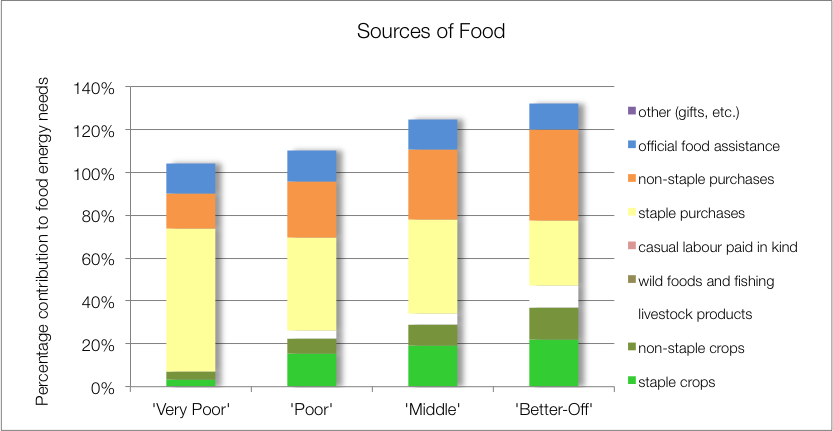 Sources of Food
Percentage contribution to food energy needs
140%
120%
100%
80%
60%
40%
20%
0%
'Very Poor'
'Poor'
'Middle'
'Better-Off'
other (gifts, etc.)
official food assistance
non-staple purchases
staple purchases
casual labour paid in kind
wild foods and fishing
livestock products
non-staple crops
staple crops